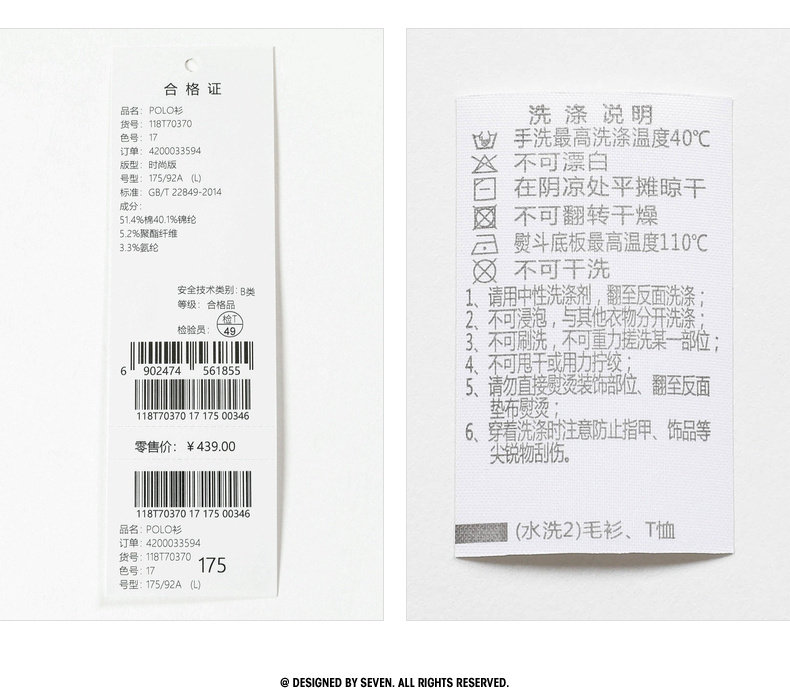 合格证
品名: POLO衫
货号: 118T70370
色号: 17
订单: 4200033594
版型: 时尚版
号型: 175/92A (L)
标准: GB/T 22849-2014
成分:
51.4%棉40.1%锦纶
5.2%聚酯纤维
3.3%氨纶
安全技术类别: B类
等级: 合格品
检验员: 检T 49
6 902474 561855
118T70370 17 175 00346
零售价: ¥439.00
118T70370 17 175 00346
品名: POLO衫
订单: 4200033594
货号: 118T70370
色号: 17
175
号型: 175/92A (L)
洗涤说明
手洗最高洗涤温度40℃
不可漂白
在阴凉处平摊晾干
不可翻转干燥
熨斗底板最高温度110℃
不可干洗
1、请用中性洗涤剂，翻至反面洗涤；
2、不可浸泡，与其他衣物分开洗涤；
3、不可刷洗，不可重力搓洗某一部位；
4、不可甩干或用力拧绞；
5、请勿直接熨烫装饰部位、翻至反面
垫布熨烫；
6、穿着洗涤时注意防止指甲、饰品等
尖锐物刮伤。
(水洗2)毛衫、T恤
@ DESIGNED BY SEVEN. ALL RIGHTS RESERVED.